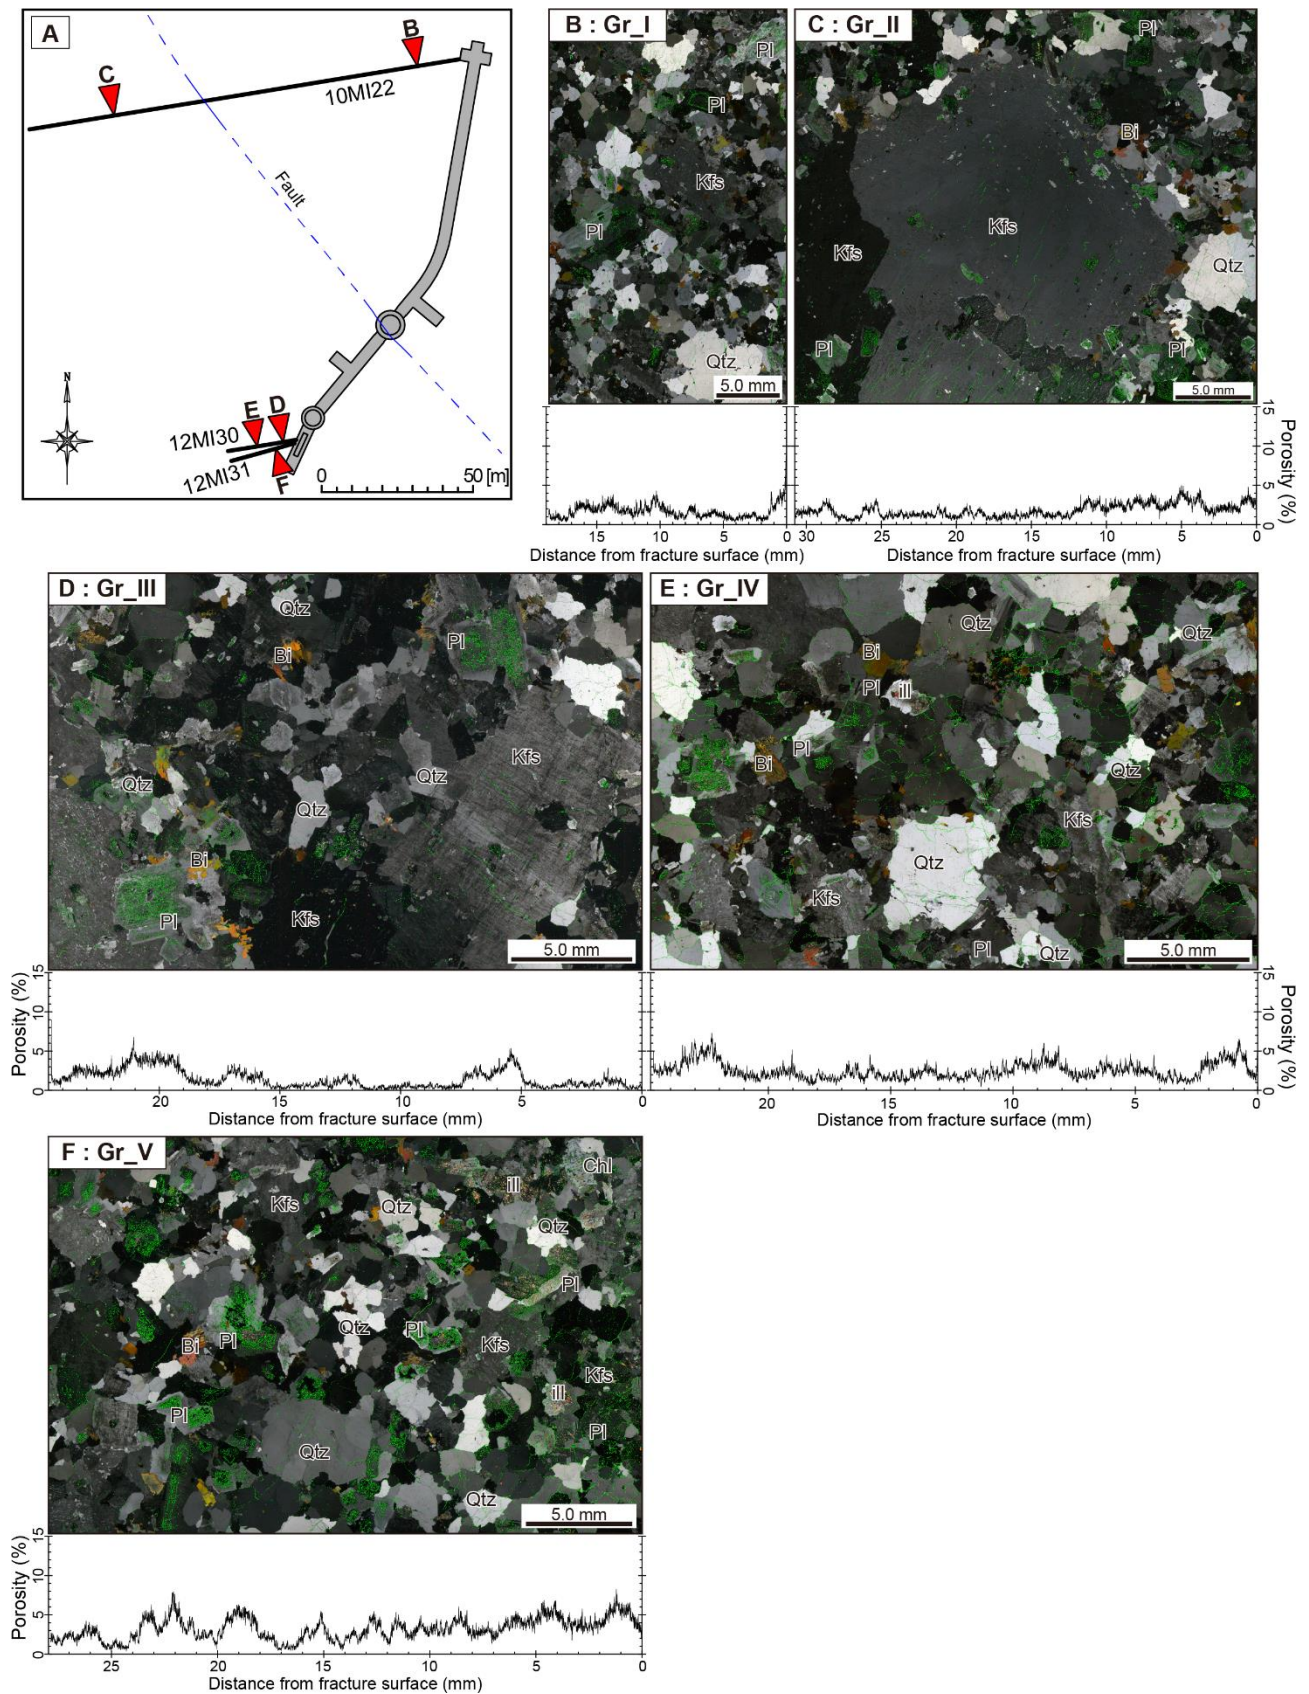 A
B
C
10MI22
Fault
N
E
D
12MI30
12MI31
F
0
50 [m]
B : Gr_I
Pl
Pl
Kfs
Pl
Qtz
5.0 mm
15
10
5
0
Distance from fracture surface (mm)
C : Gr_II
Pl
Bi
Kfs
Kfs
Qtz
Pl
Pl
5.0 mm
15
10
5
0
Porosity (%)
30
25
20
15
10
5
0
Distance from fracture surface (mm)
D : Gr_III
Qtz
Pl
Bi
Kfs
Qtz
Qtz
Qtz
Bi
Pl
Kfs
5.0 mm
Porosity (%)
15
10
5
0
20
15
10
5
0
Distance from fracture surface (mm)
E : Gr_IV
Qtz
Qtz
Bi
Pl
ill
Pl
Bi
Qtz
Kfs
Qtz
Kfs
Pl
Qtz
5.0 mm
15
10
5
0
Porosity (%)
20
15
10
5
0
Distance from fracture surface (mm)
F : Gr_V
Chl
ill
Kfs
Qtz
Qtz
Pl
Qtz
Pl
Bi
Pl
Kfs
Kfs
ill
Pl
Pl
Qtz
Qtz
5.0 mm
Porosity (%)
15
10
5
0
25
20
15
10
5
0
Distance from fracture surface (mm)